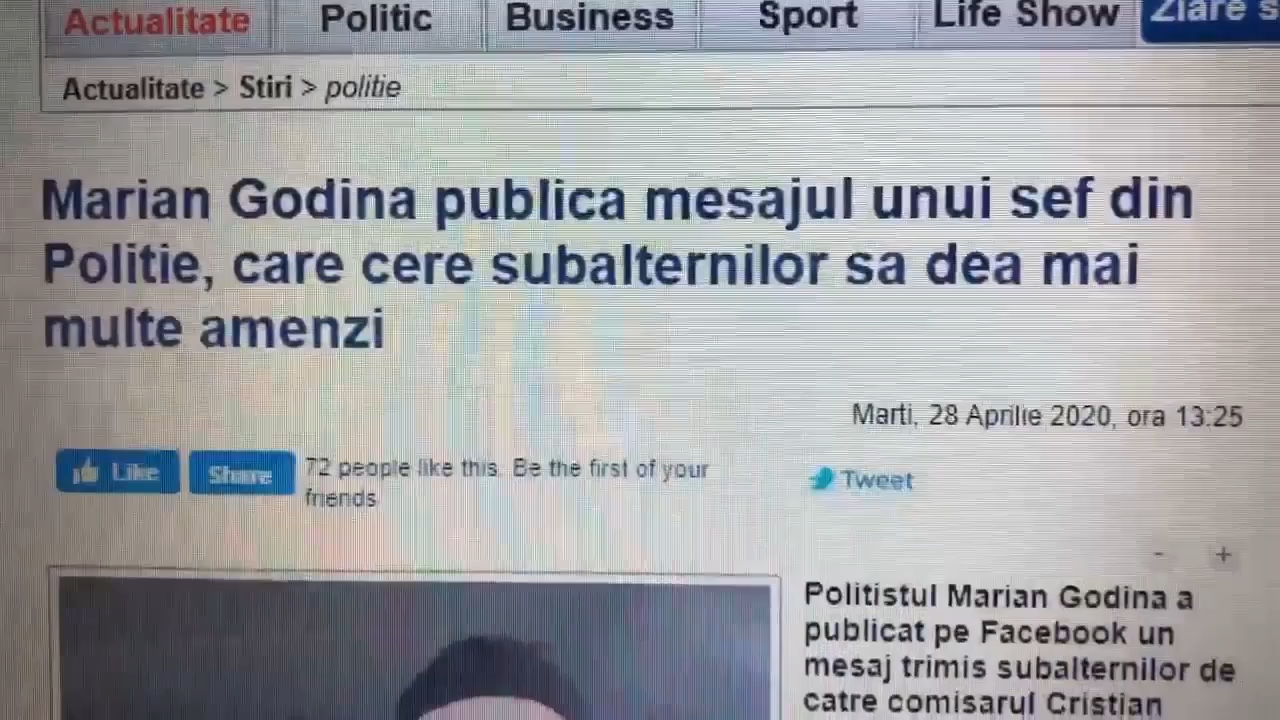 Actualitate Politic Business Sport Life Show Ziare s
Actualitate > Stiri > politie
Marian Godina publica mesajul unui sef din
Politie, care cere subalternilor sa dea mai
multe amenzi
Marti, 28 Aprilie 2020, ora 13:25
Like Share 72 people like this. Be the first of your
friends
Tweet
- +
Politistul Marian Godina a
publicat pe Facebook un
mesaj trimis subalternilor de
catre comisarul Cristian